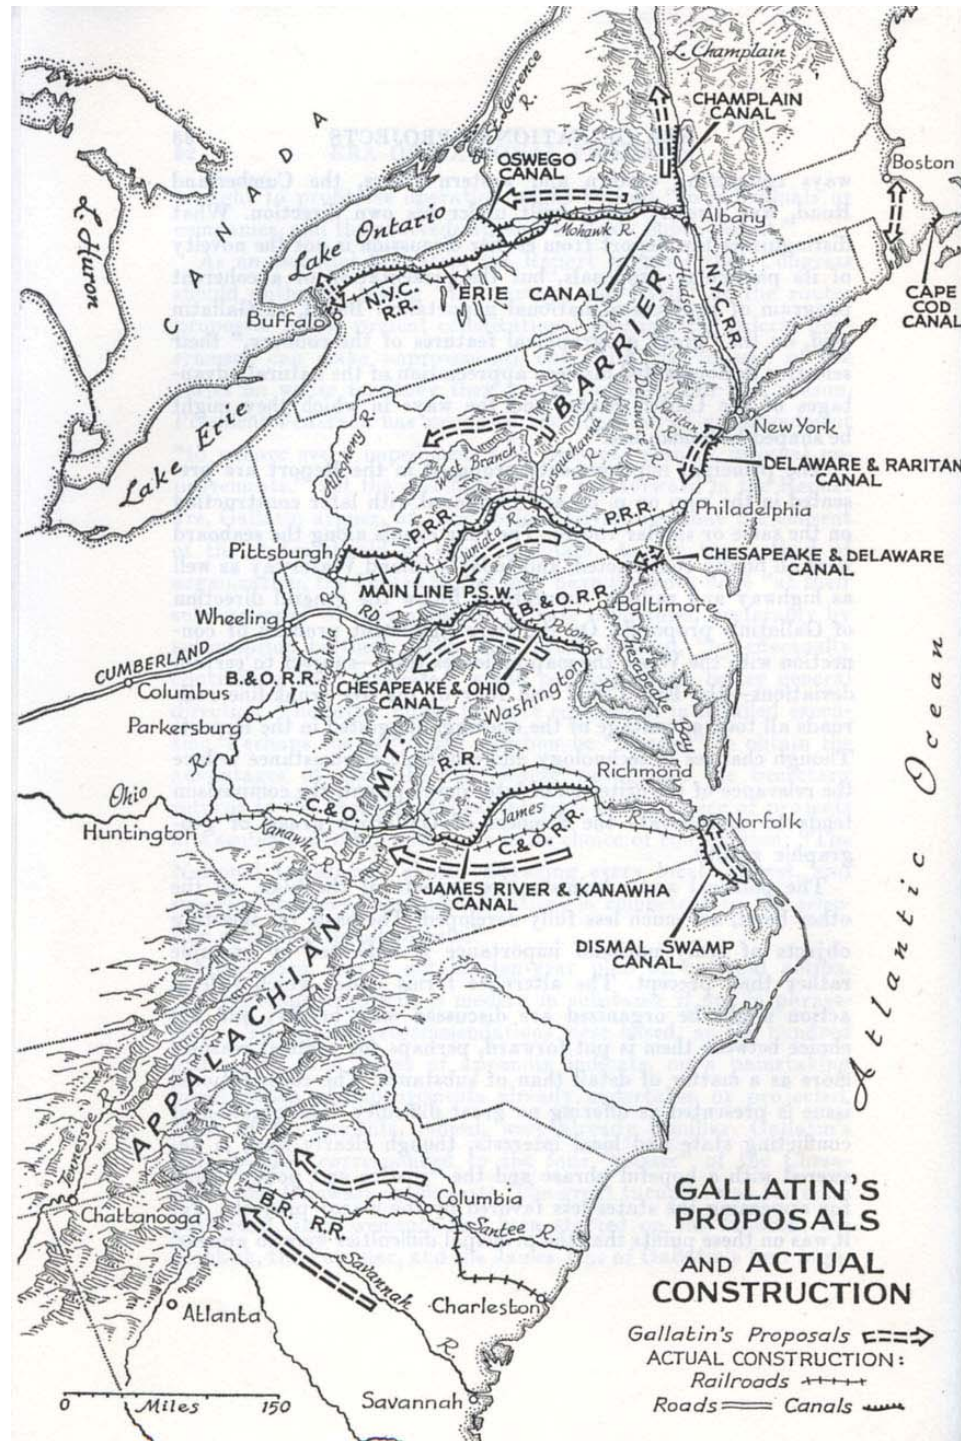 L. Champlain
St. Lawrence
R.
CHAMPLAIN
CANAL
CANADA
L. Huron
OSWEGO
CANAL
Boston
Lake Ontario
Mohawk R.
Albany
N.Y.C.
R.R.
ERIE CANAL
Hudson R.
N.Y.C.R.R.
CAPE
COD
CANAL
Buffalo
BARRIER
Lake Erie
Allegheny R.
West Branch
Susquehanna
R.
Delaware
R.
New York
DELAWARE & RARITAN
CANAL
P.R.R.
Juniata
R.
P.R.R.
Philadelphia
Pittsburgh
CHESAPEAKE & DELAWARE
CANAL
MAIN LINE P.S.W.
R.
RD
B. & O. R.R.
Baltimore
Wheeling
Potomac
R.
CUMBERLAND
Monongahela
Chesapeake
Bay
B. & O. R.R.
Columbus
CHESAPEAKE & OHIO
CANAL
Washington
Parkersburg
MT.
R.
R.R.
Richmond
Ohio
C. & O.
James
R.
Norfolk
Huntington
Kanawha R.
C. & O. R.R.
JAMES RIVER & KANAWHA
CANAL
DISMAL SWAMP
CANAL
Atlantic Ocean
APPALACHIAN
Tennessee R.
Chattanooga
B.R.
R.R.
Columbia
Santee R.
Savannah
R.
Charleston
Atlanta
Savannah
GALLATIN'S
PROPOSALS
AND ACTUAL
CONSTRUCTION
Gallatin's Proposals
ACTUAL CONSTRUCTION:
Railroads
Roads Canals
0 Miles 150